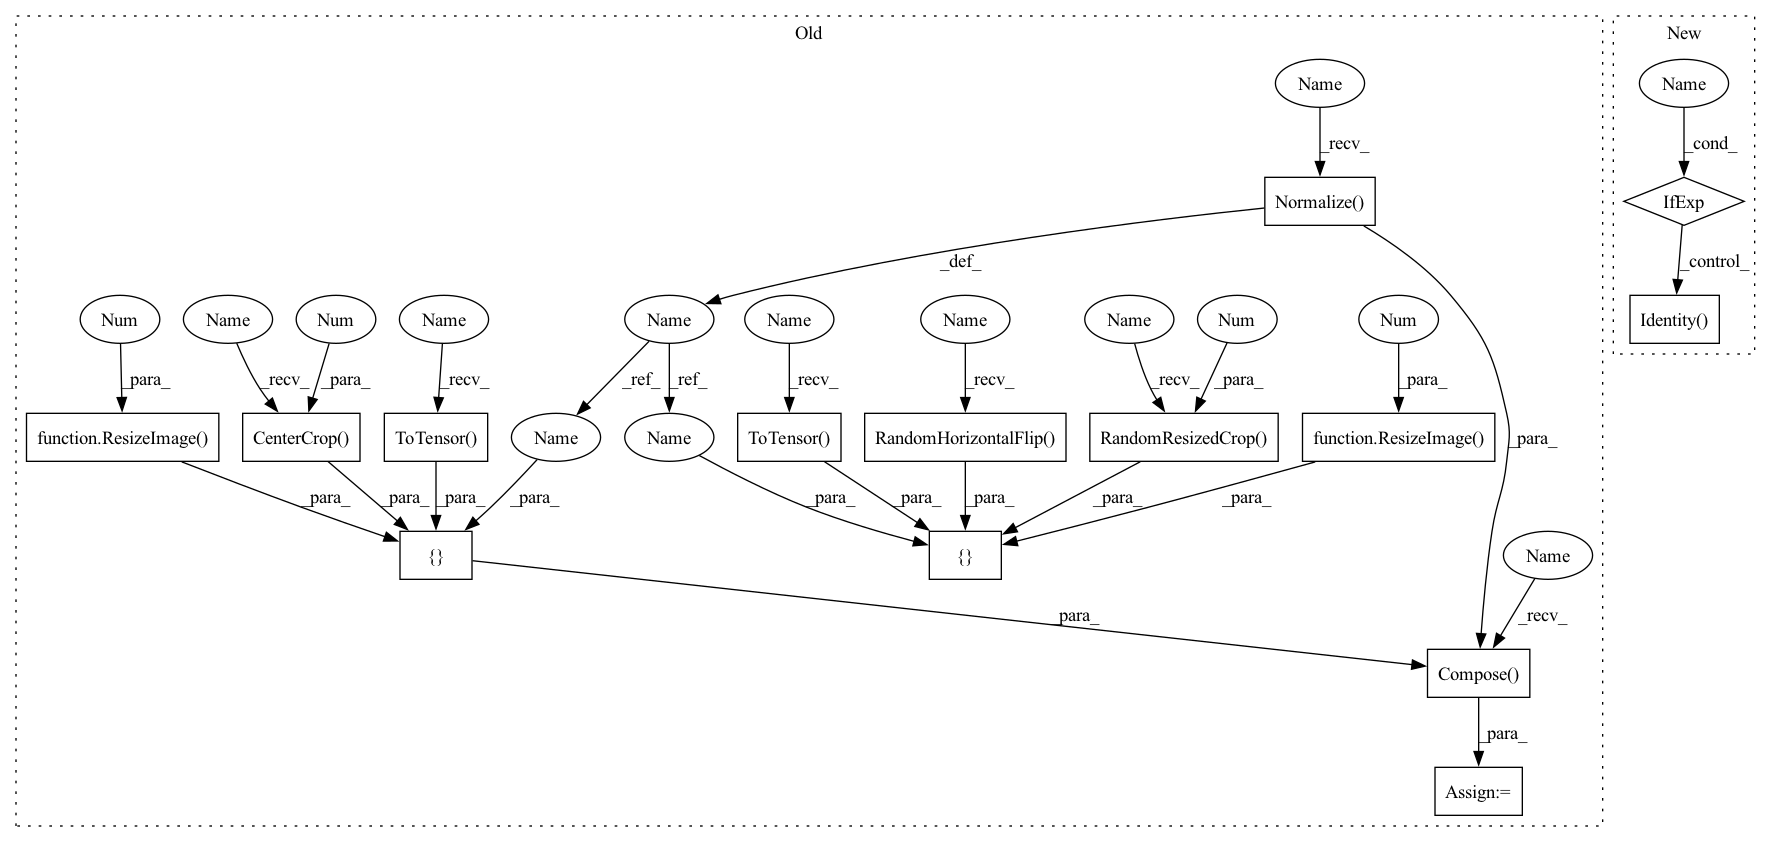 Old
New
Name
Name
_recv_
_cond_
Normalize()
IfExp
_def_
_control_
Num
Name
Num
Name
Name
Name
Name
Name
Num
Num
Identity()
_para_
_recv_
_para_
_recv_
_ref_
_ref_
_recv_
_recv_
_recv_
_para_
_para_
function.ResizeImage()
CenterCrop()
ToTensor()
Name
Name
ToTensor()
RandomHorizontalFlip()
RandomResizedCrop()
function.ResizeImage()
_para_
_para_
_para_
_para_
_para_
_para_
_para_
_para_
_para_
_para_
{}
{}
Name
_para_
_recv_
Compose()
_para_
Assign:=